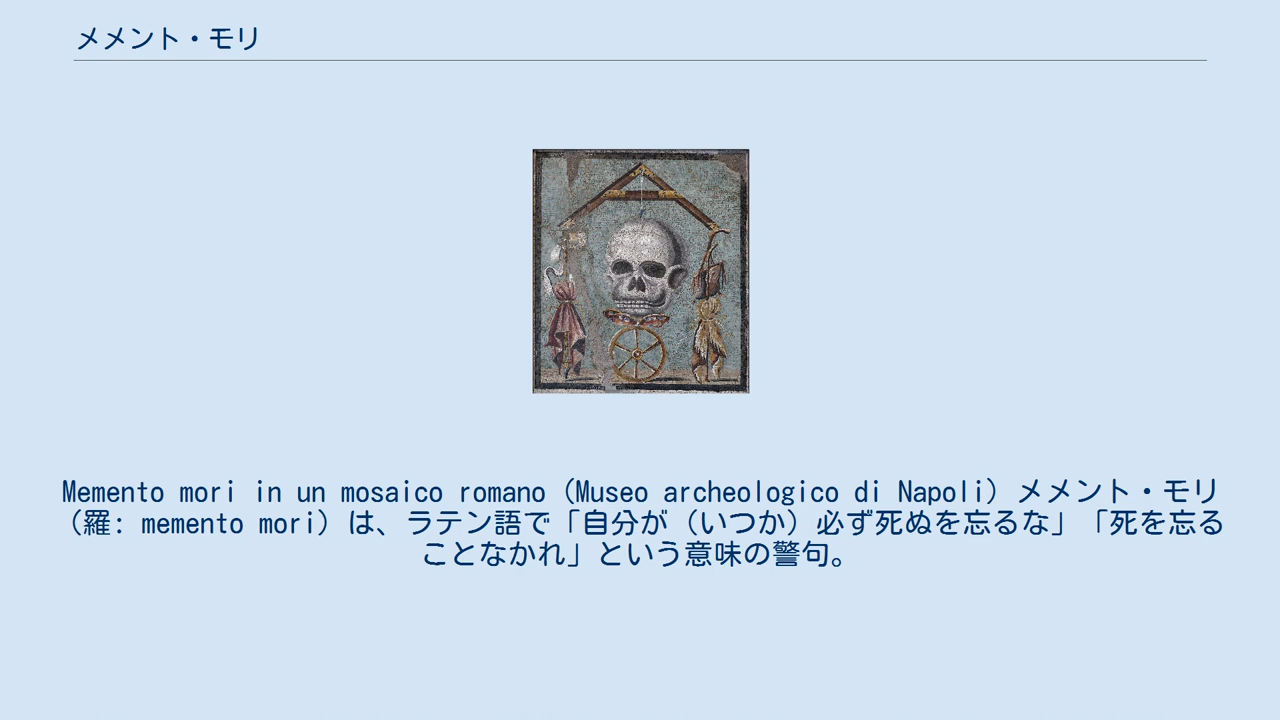 メメント・モリ
Memento mori in un mosaico romano (Museo archeologico di Napoli) メメント・モリ
（羅: memento mori）は、ラテン語で「自分が（いつか）必ず死ぬを忘るな」「死を忘る
ことなかれ」という意味の警句。